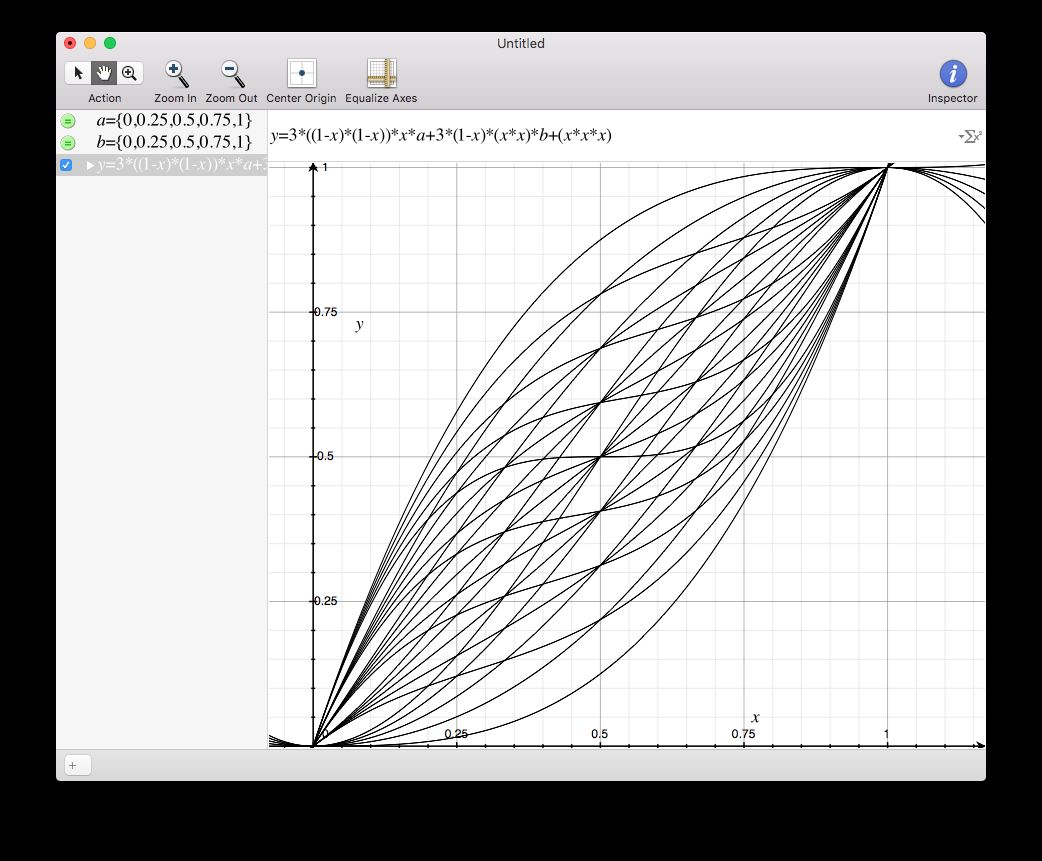 Untitled
Action Zoom In Zoom Out Center Origin Equalize Axes Inspector
a={0,0.25,0.5,0.75,1}
b={0,0.25,0.5,0.75,1}
y=3*((1-x)*(1-x))*x*a+3
y=3*((1-x)*(1-x))*x*a+3*(1-x)*(x*x)*b+(x*x*x)
Σx²
1
0.75
y
0.5
0.25
x
0 0.25 0.5 0.75 1
+